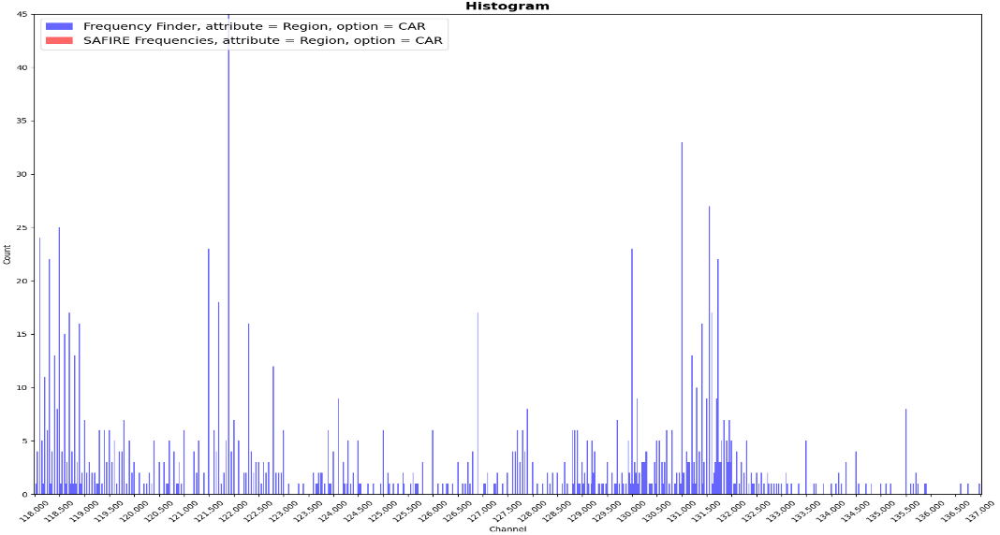 Histogram
Frequency Finder, attribute = Region, option = CAR
SAFIRE Frequencies, attribute = Region, option = CAR
45
40
35
30
25
20
15
10
5
0
Count
118.000 118.500 119.000 119.500 120.000 120.500 121.000 121.500 122.000 122.500 123.000 123.500 124.000 124.500 125.000 125.500 126.000 126.500 127.000 127.500 128.000 128.500 129.000 129.500 130.000 130.500 131.000 131.500 132.000 132.500 133.000 133.500 134.000 134.500 135.000 135.500 136.000 136.500 137.000
Channel